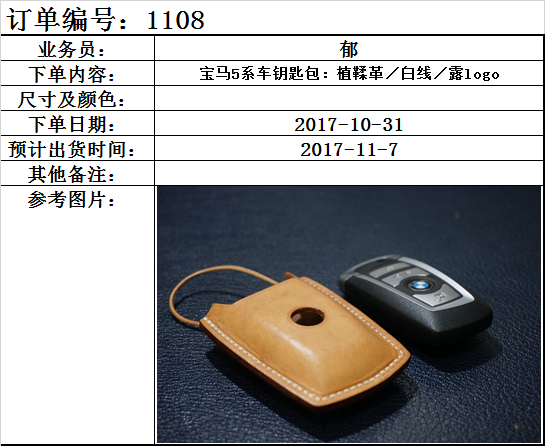 订单编号：1108
业务员： 郁
下单内容： 宝马5系车钥匙包：植鞣革／白线／露logo
尺寸及颜色：
下单日期： 2017-10-31
预计出货时间： 2017-11-7
其他备注：
参考图片：